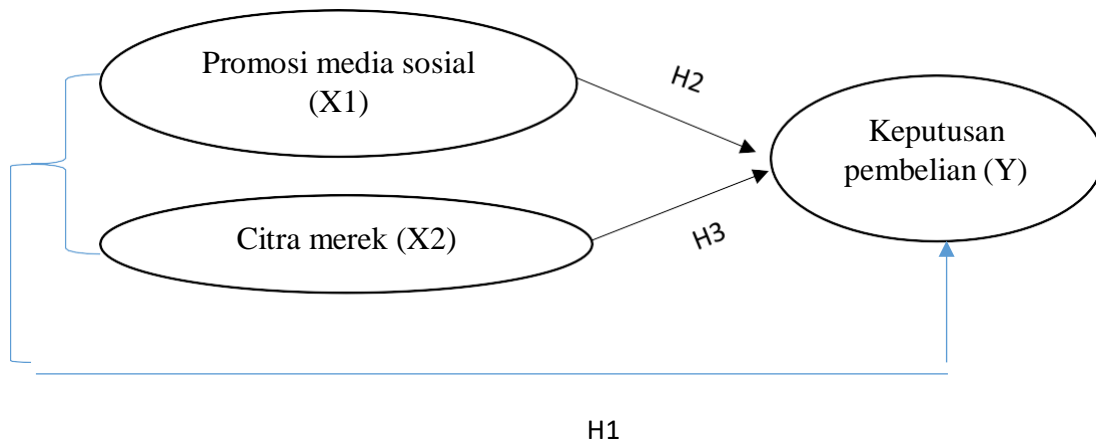 Promosi media sosial
(X1)
H2
Keputusan
pembelian (Y)
Citra merek (X2)
H3
H1